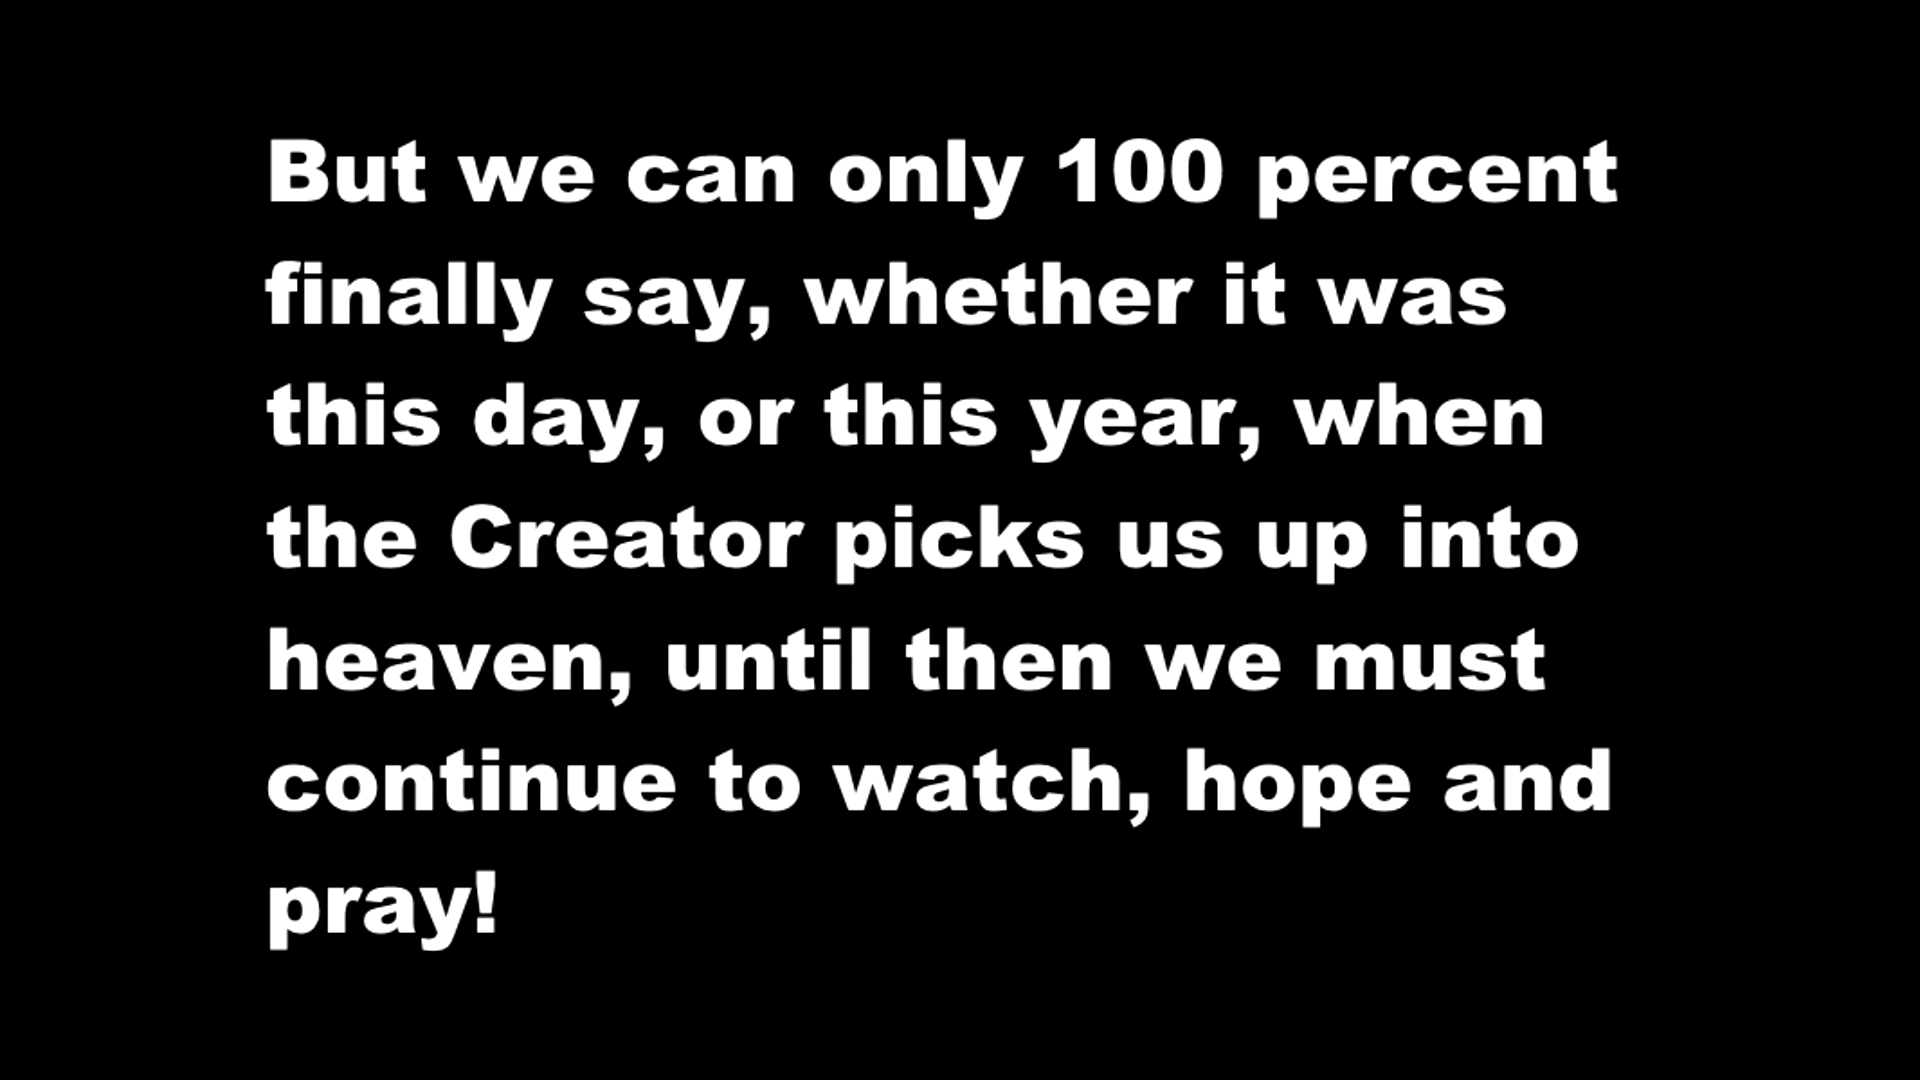 But we can only 100 percent
finally say, whether it was
this day, or this year, when
the Creator picks us up into
heaven, until then we must
continue to watch, hope and
pray!